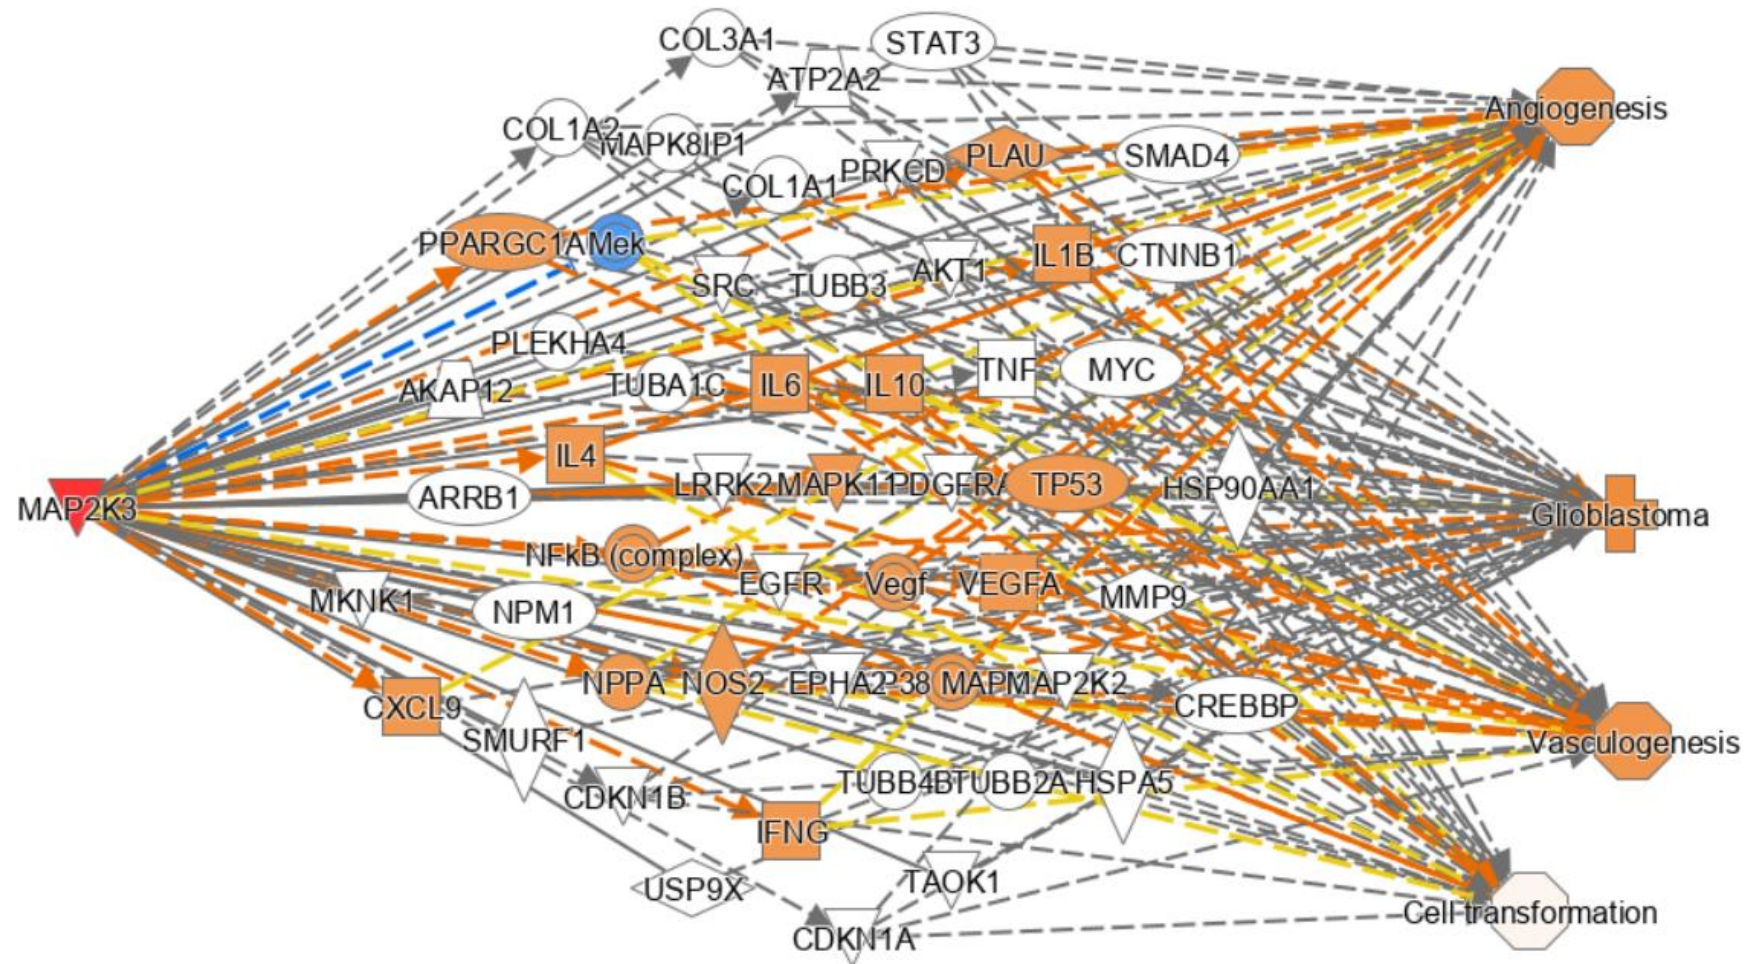 COL3A1
STAT3
ATP2A2
Angiogenesis
COL1A2
MAPK8IP1
PRKCD
PLAU
SMAD4
COL1A1
PPARGC1A
Mek
SRC
TUBB3
AKT1
IL1B
CTNNB1
PLEKHA4
AKAP12
TUBA1C
IL6
IL10
TNF
MYC
IL4
LRRK2
MAPK11
PDGFRA
TP53
HSP90AA1
ARRB1
MAP2K3
Glioblastoma
NFkB (complex)
EGFR
Vegf
VEGFA
MMP9
MKNK1
NPM1
NPPA
NOS2
EPHA2
P38 MAPK
MAP2K2
CREBBP
CXCL9
SMURF1
Vasculogenesis
CDKN1B
TUBB4B
TUBB2A
HSPA5
IFNG
USP9X
TAOK1
CDKN1A
Cell transformation